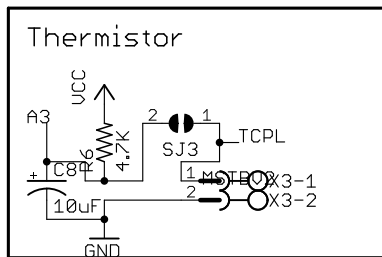 Thermistor
VCC
A3
2 1
TCPL
SJ3
R6
4.7K
C8
+
1 MSTBV2 X3-1
10uF
2 X3-2
GND